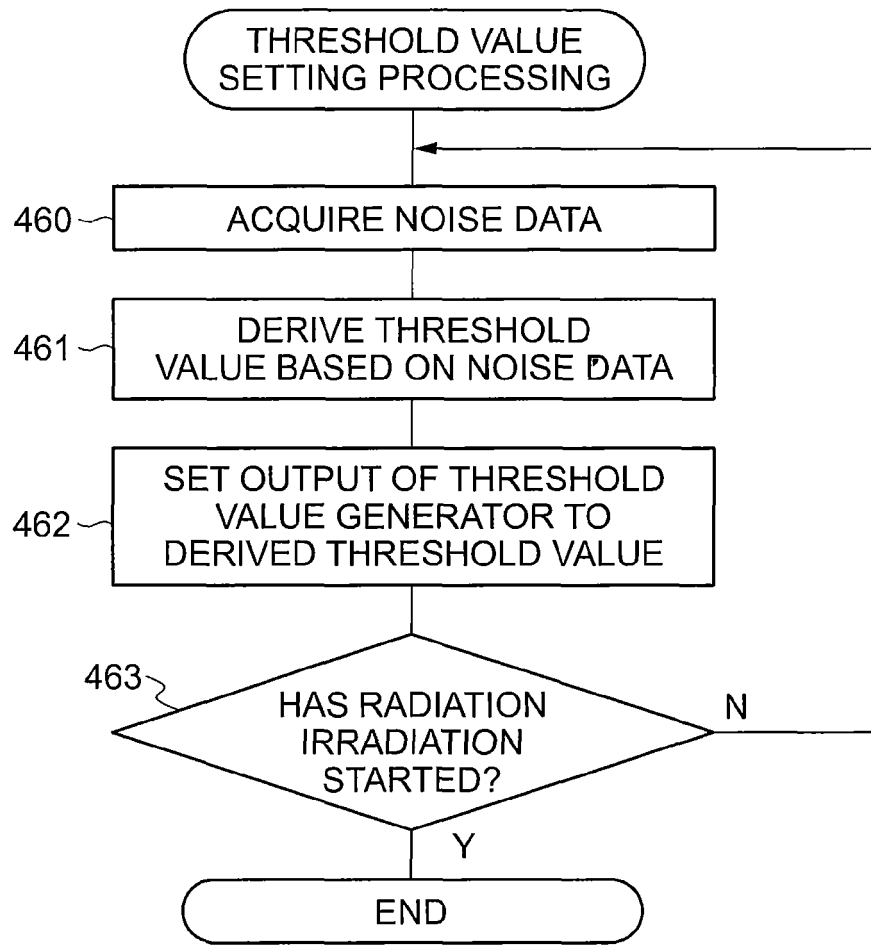 THRESHOLD VALUE
SETTING PROCESSING
460
ACQUIRE NOISE DATA
461
DERIVE THRESHOLD
VALUE BASED ON NOISE DATA
462
SET OUTPUT OF THRESHOLD
VALUE GENERATOR TO
DERIVED THRESHOLD VALUE
463
HAS RADIATION
IRRADIATION
STARTED?
N
Y
END